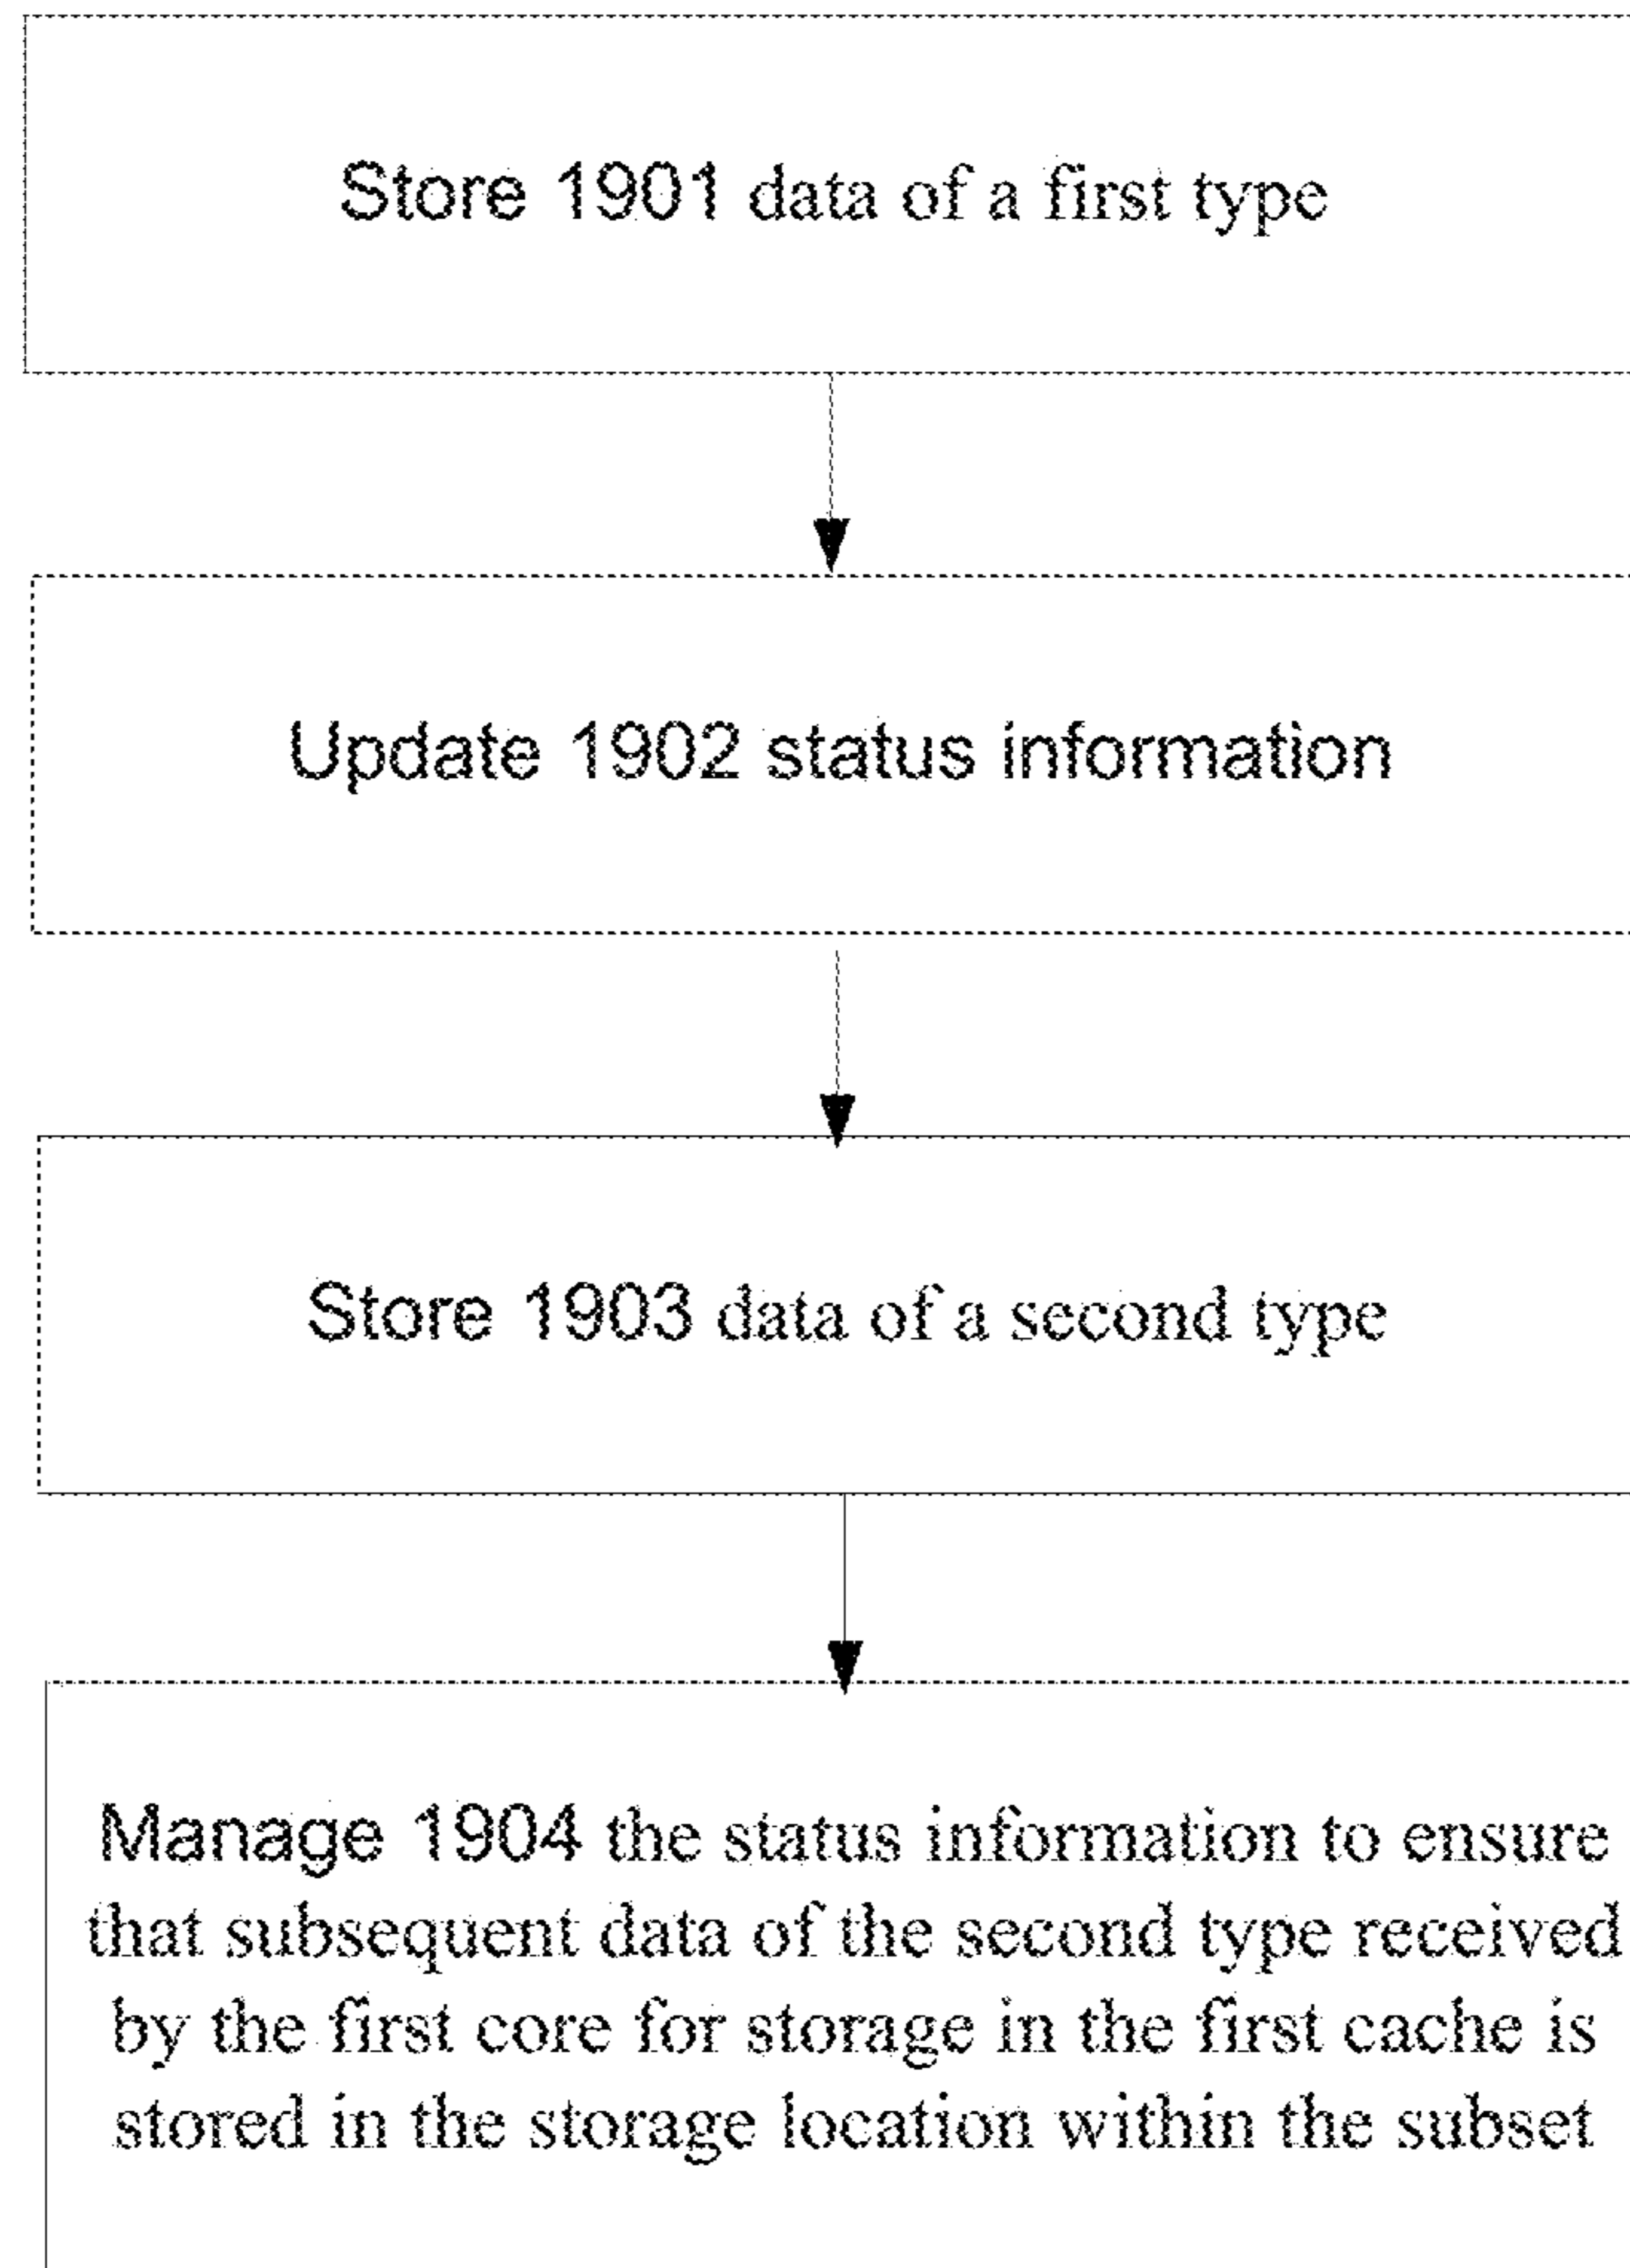 Store 1901 data of a first type
Update 1902 status information
Store 1903 data of a second type
Manage 1904 the status information to ensure
that subsequent data of the second type received
by the first core for storage in the first cache is
stored in the storage location within the subset